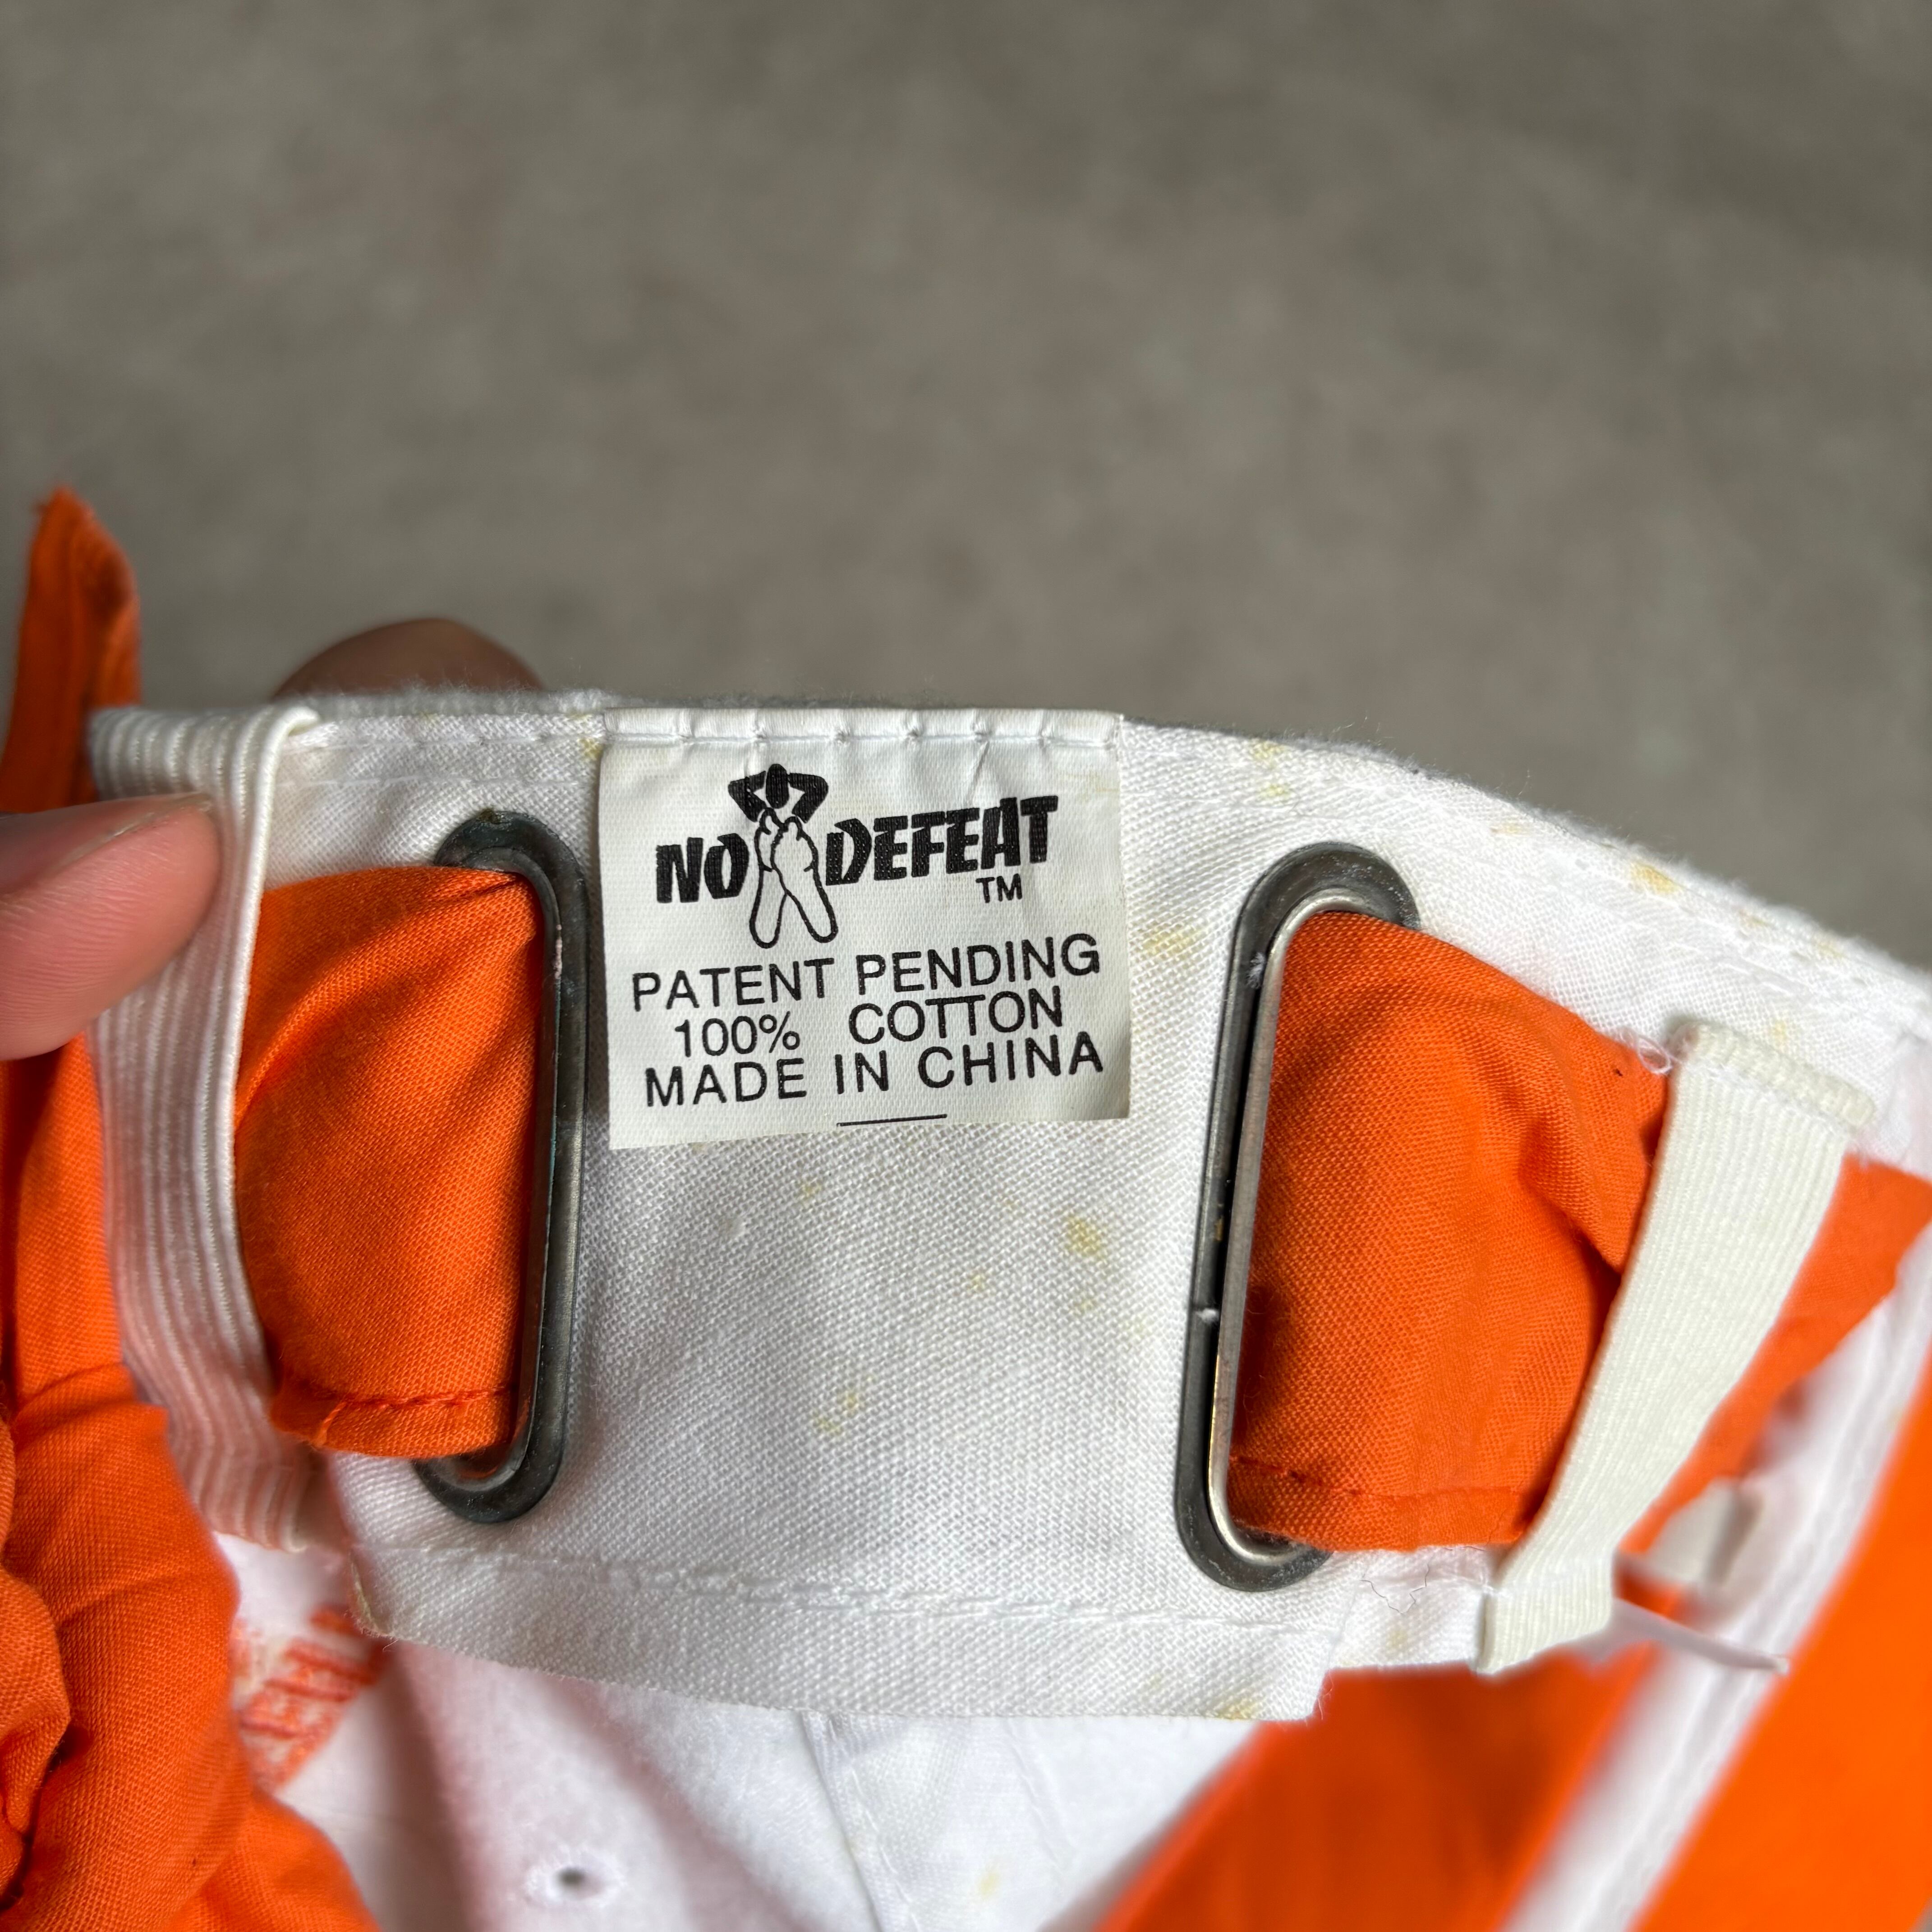 NO DEFEAT
TM
PATENT PENDING
100% COTTON
MADE IN CHINA